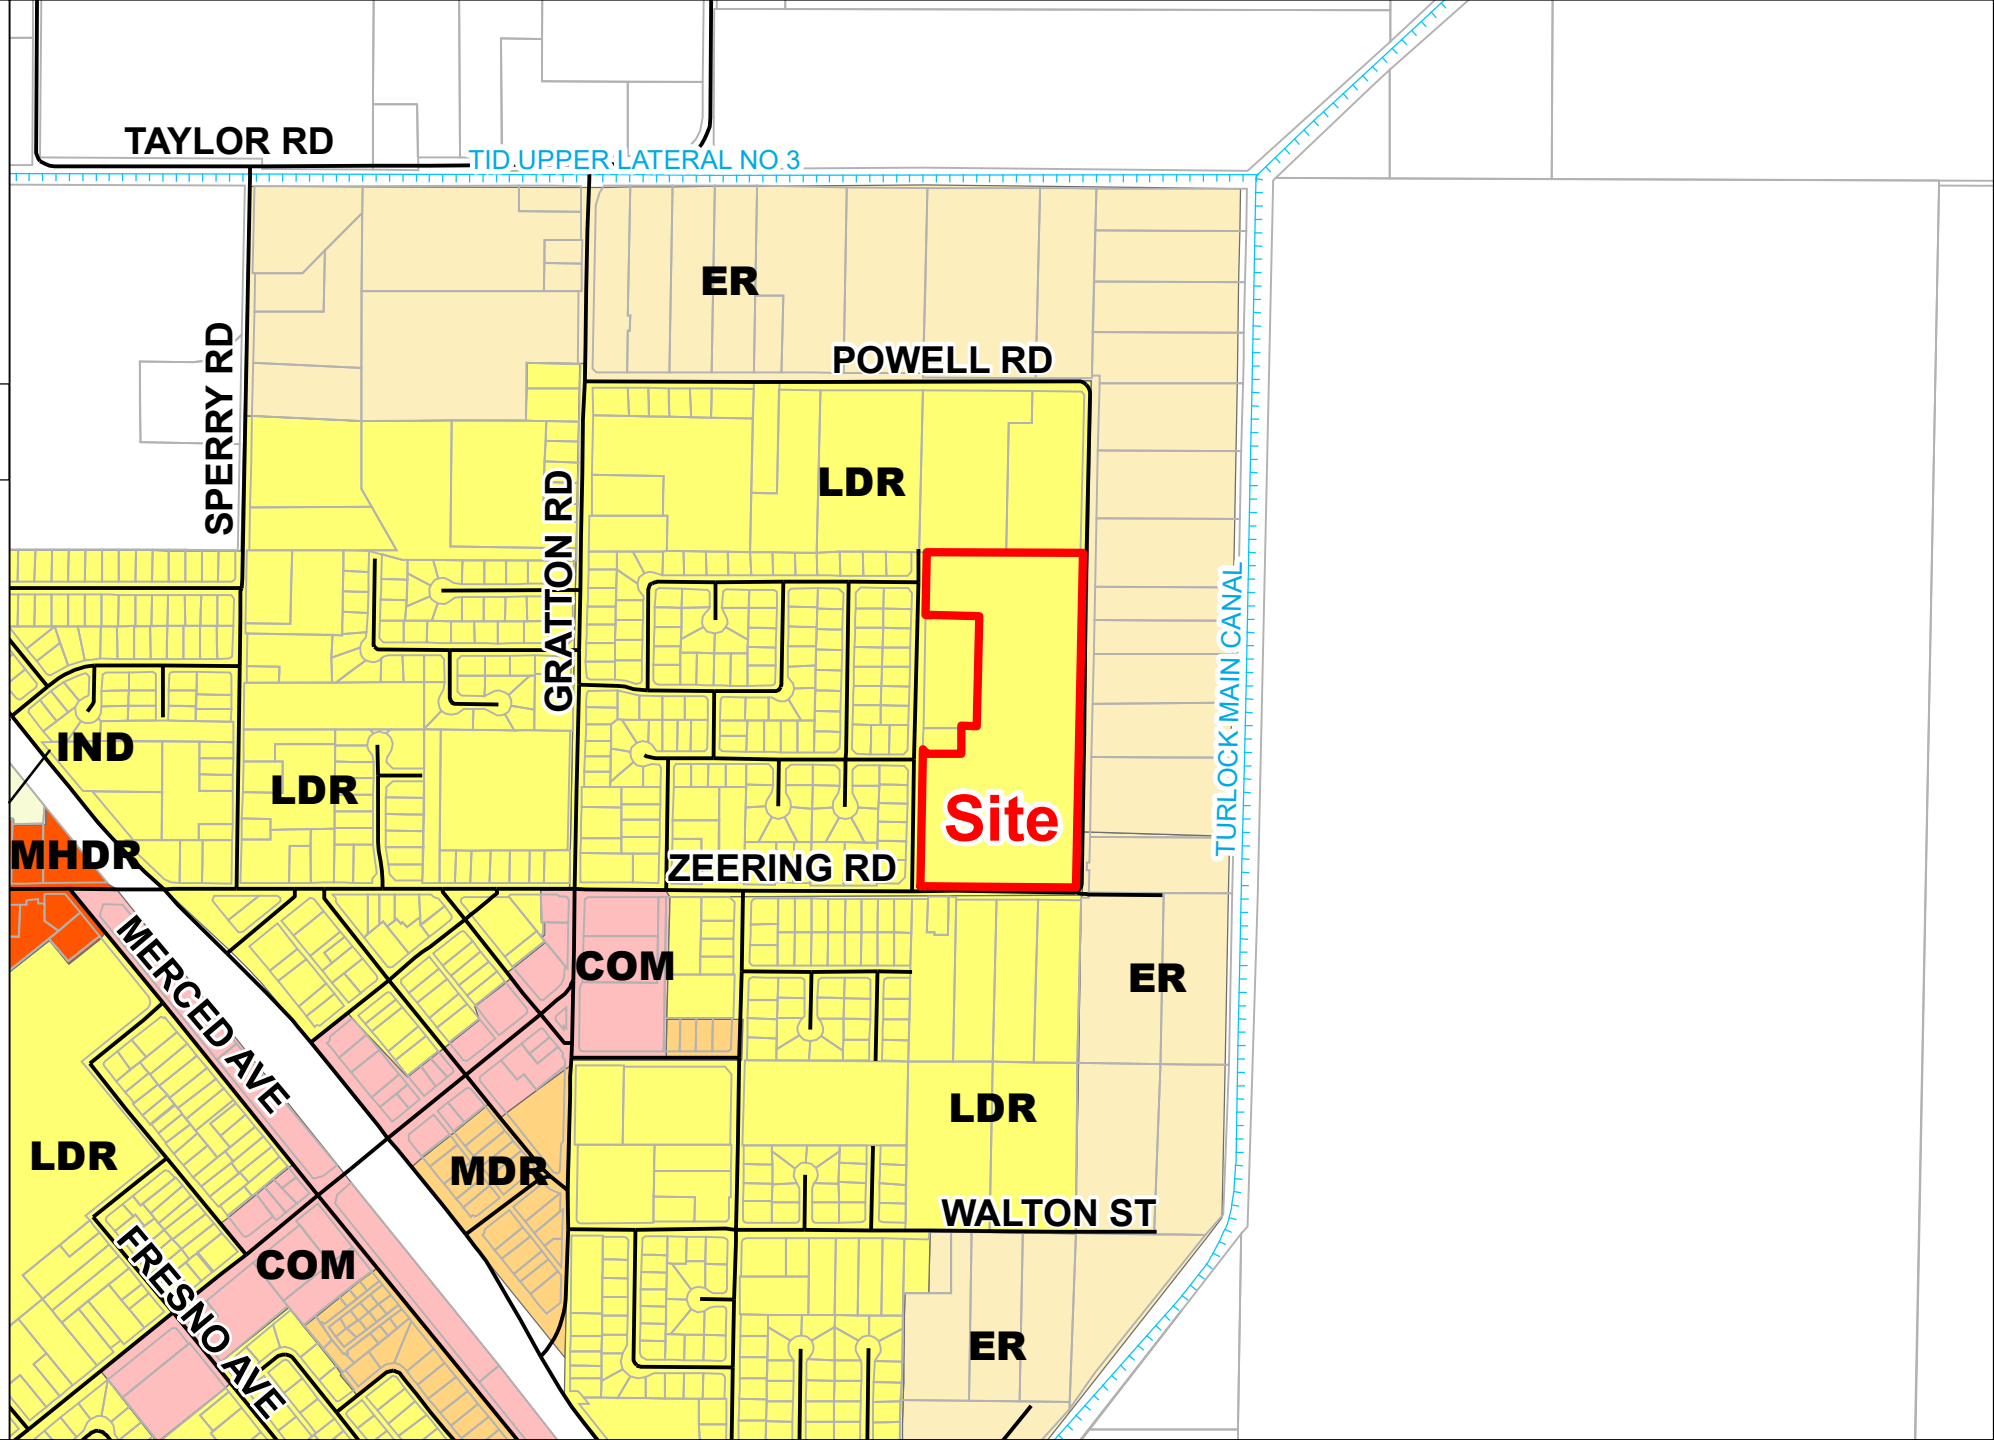 TAYLOR RD
TID UPPER LATERAL NO 3
ER
POWELL RD
SPERRY RD
LDR
GRATTON RD
TURLOCK MAIN CANAL
IND
LDR
Site
MHDR
ZEERING RD
MERCED AVE
COM
ER
LDR
LDR
MDR
WALTON ST
COM
FRESNO AVE
ER